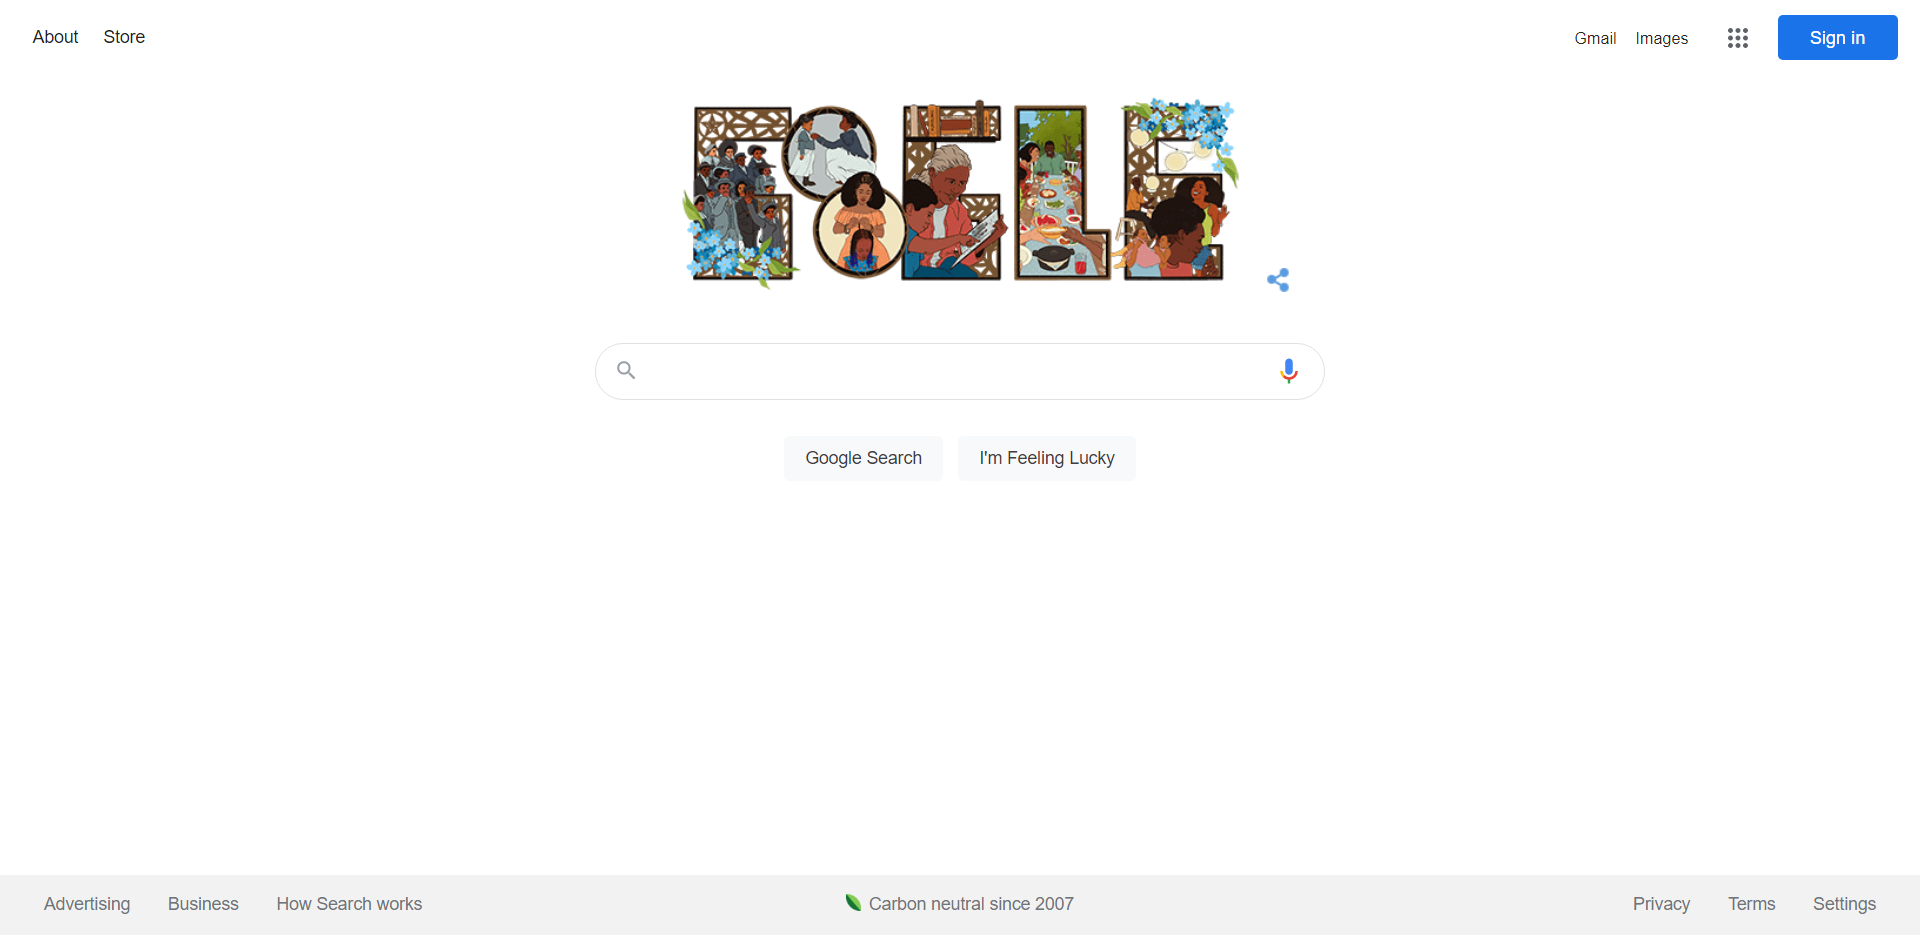 About Store
Gmail Images Sign in
Google Search I'm Feeling Lucky
Advertising Business How Search works
Carbon neutral since 2007
Privacy Terms Settings